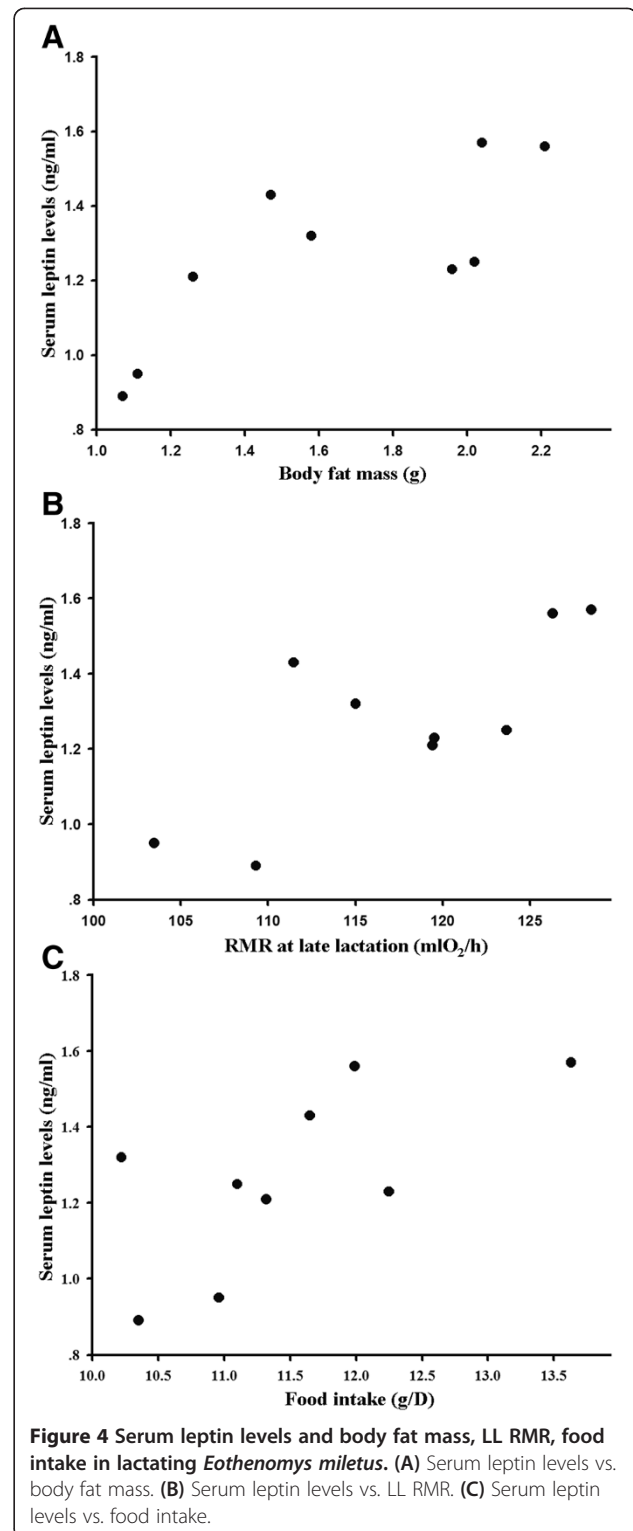 A
1.8
1.6
1.4
1.2
1.0
.8
Serum leptin levels (ng/ml)
1.0 1.2 1.4 1.6 1.8 2.0 2.2
Body fat mass (g)
B
1.8
1.6
1.4
1.2
1.0
.8
Serum leptin levels (ng/ml)
100 105 110 115 120 125
RMR at late lactation (mlO₂/h)
C
1.8
1.6
1.4
1.2
1.0
.8
Serum leptin levels (ng/ml)
10.0 10.5 11.0 11.5 12.0 12.5 13.0 13.5
Food intake (g/D)
Figure 4 Serum leptin levels and body fat mass, LL RMR, food
intake in lactating Eothenomys miletus. (A) Serum leptin levels vs.
body fat mass. (B) Serum leptin levels vs. LL RMR. (C) Serum leptin
levels vs. food intake.